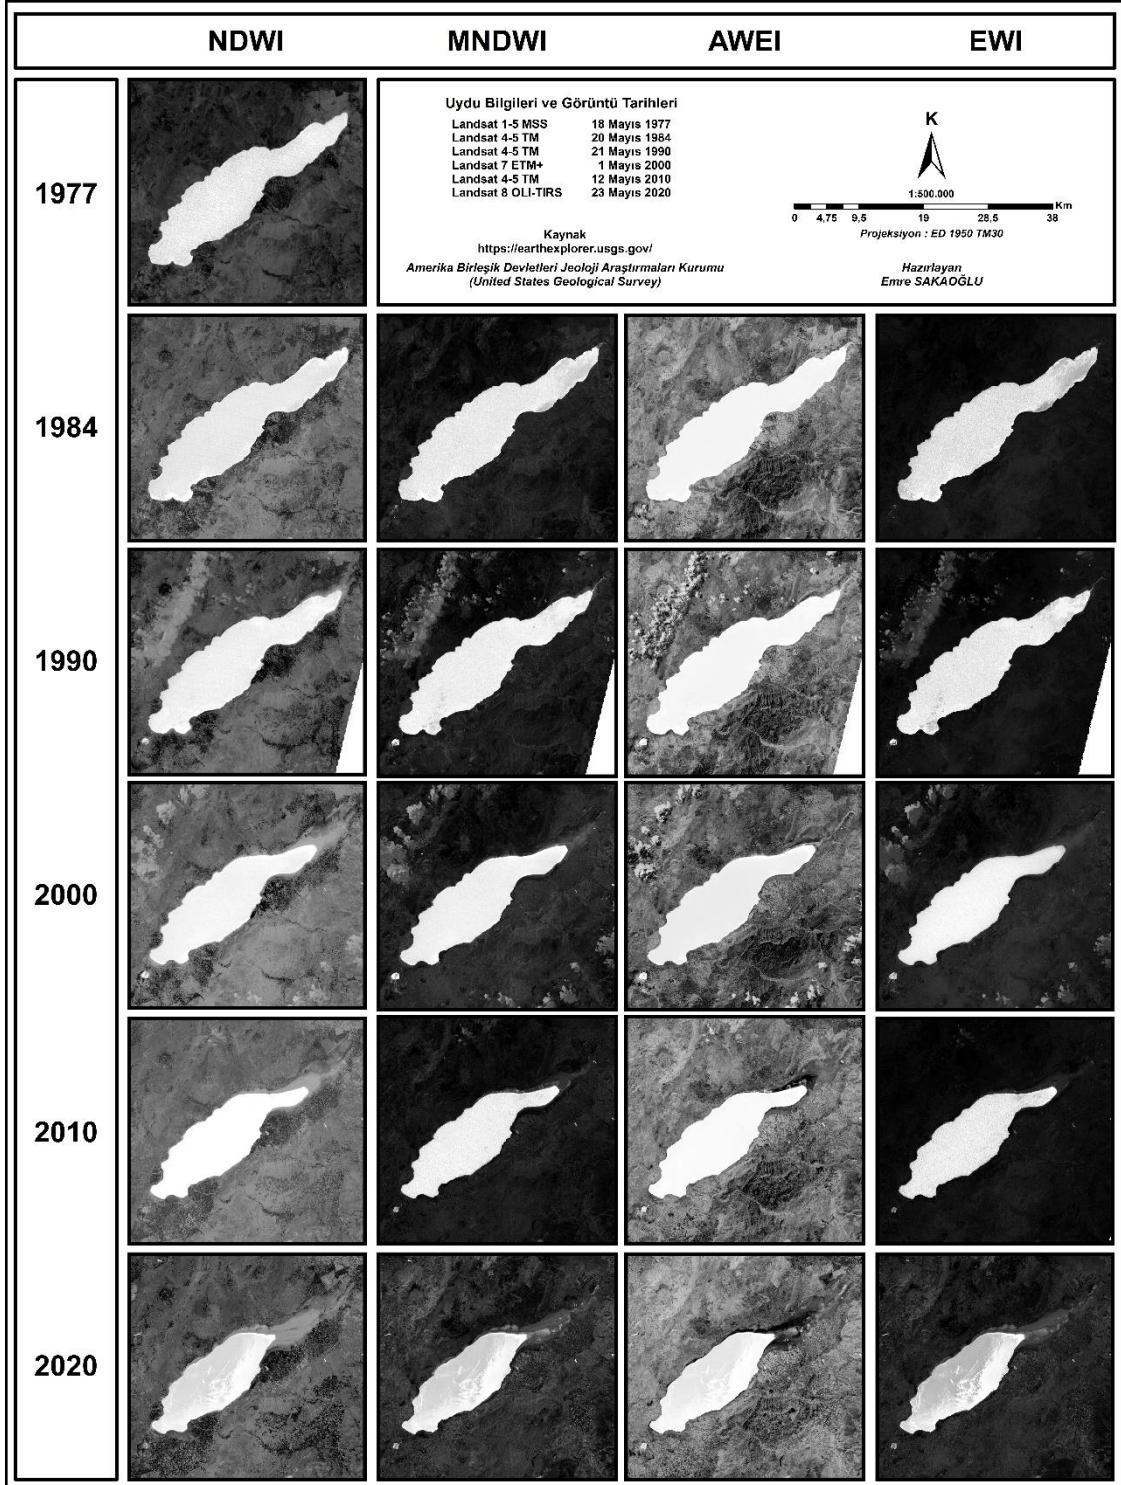 NDWI MNDWI AWEI EWI
1977
Uydu Bilgileri ve Görüntü Tarihleri
Landsat 1-5 MSS 18 Mayıs 1977
Landsat 4-5 TM 20 Mayıs 1984
Landsat 4-5 TM 21 Mayıs 1990
Landsat 7 ETM+ 1 Mayıs 2000
Landsat 4-5 TM 12 Mayıs 2010
Landsat 8 OLI-TIRS 23 Mayıs 2020
Kaynak
https://earthexplorer.usgs.gov/
Amerika Birleşik Devletleri Jeoloji Araştırmaları Kurumu
(United States Geological Survey)
K
1:500.000
Km
0 4,75 9,5 19 28,5 38
Projeksiyon : ED 1950 TM30
Hazırlayan
Emre SAKAOĞLU
1984
1990
2000
2010
2020